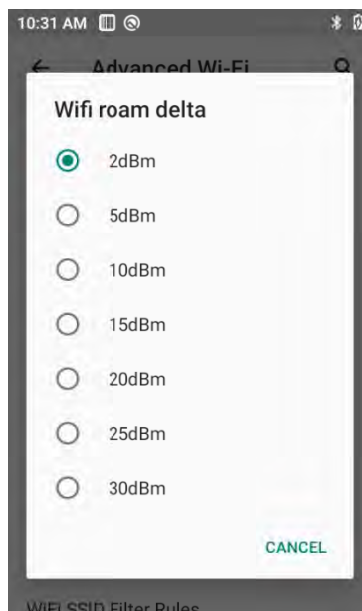 10:31 AM
Advanced Wi-Fi
Wifi roam delta
2dBm
5dBm
10dBm
15dBm
20dBm
25dBm
30dBm
CANCEL
WiFi SSID Filter Rules